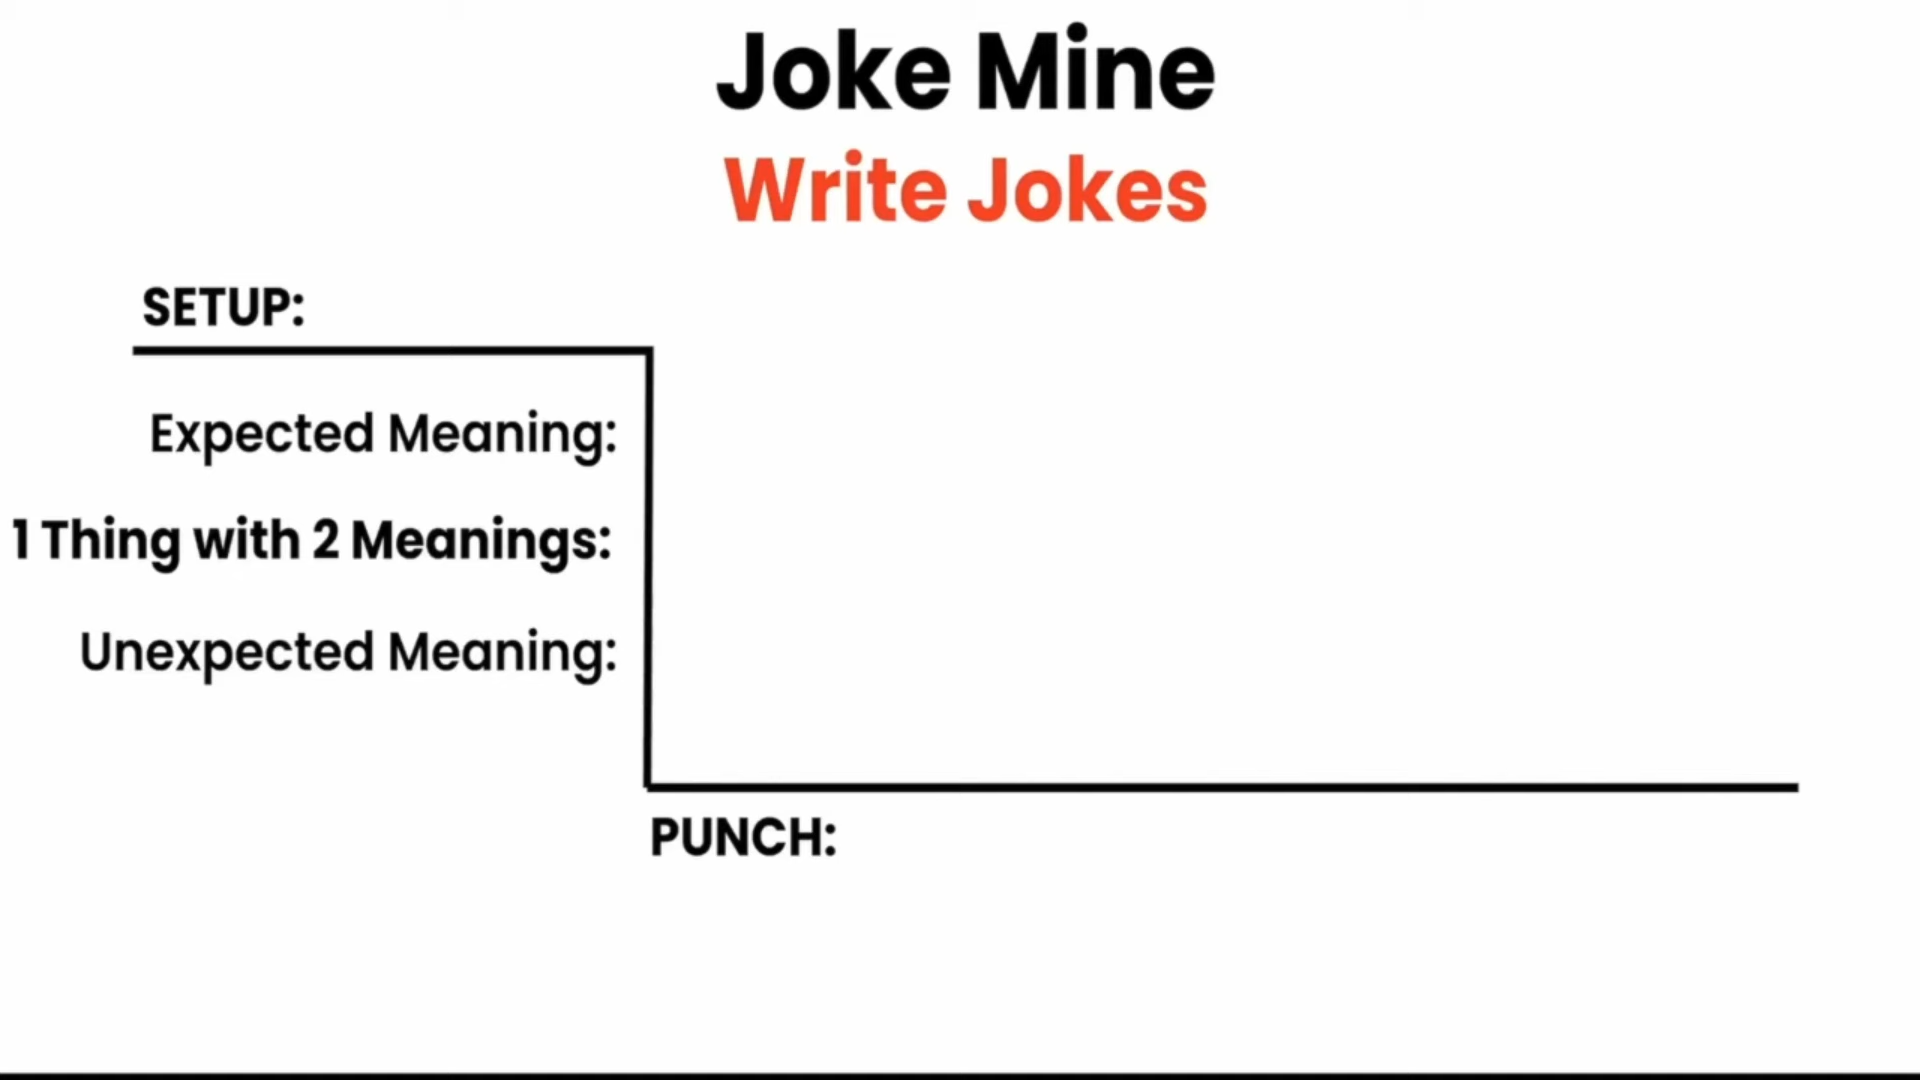 Joke Mine
Write Jokes
SETUP:
Expected Meaning:
1 Thing with 2 Meanings:
Unexpected Meaning:
PUNCH: